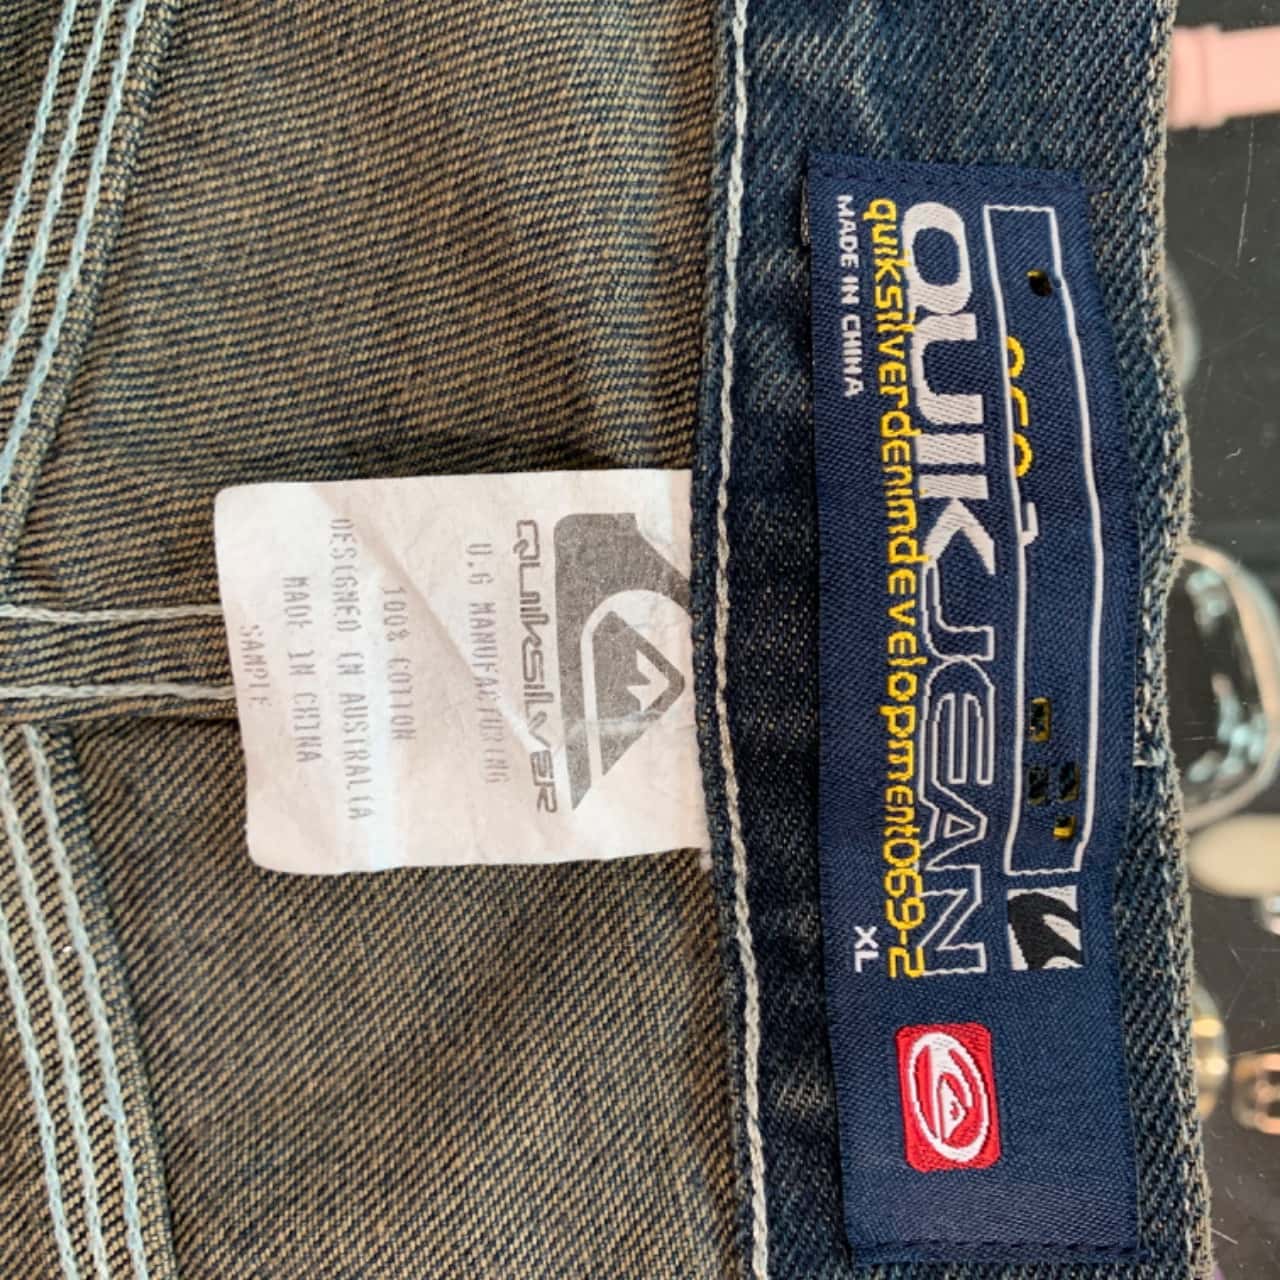 QUIKJEAN
quiksilverdenimdevelopment069-2
MADE IN CHINA
XL
QUIKSILVER
U.G MANUFACTURING
100% COTTON
DESIGNED IN AUSTRALIA
MADE IN CHINA
SAMPLE